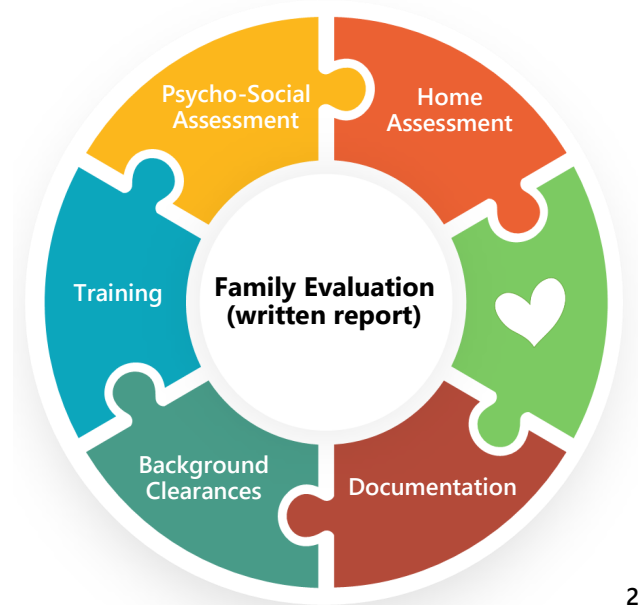 Psycho-Social
Assessment
Home
Assessment
Training
Family Evaluation
(written report)
Background
Clearances
Documentation
2